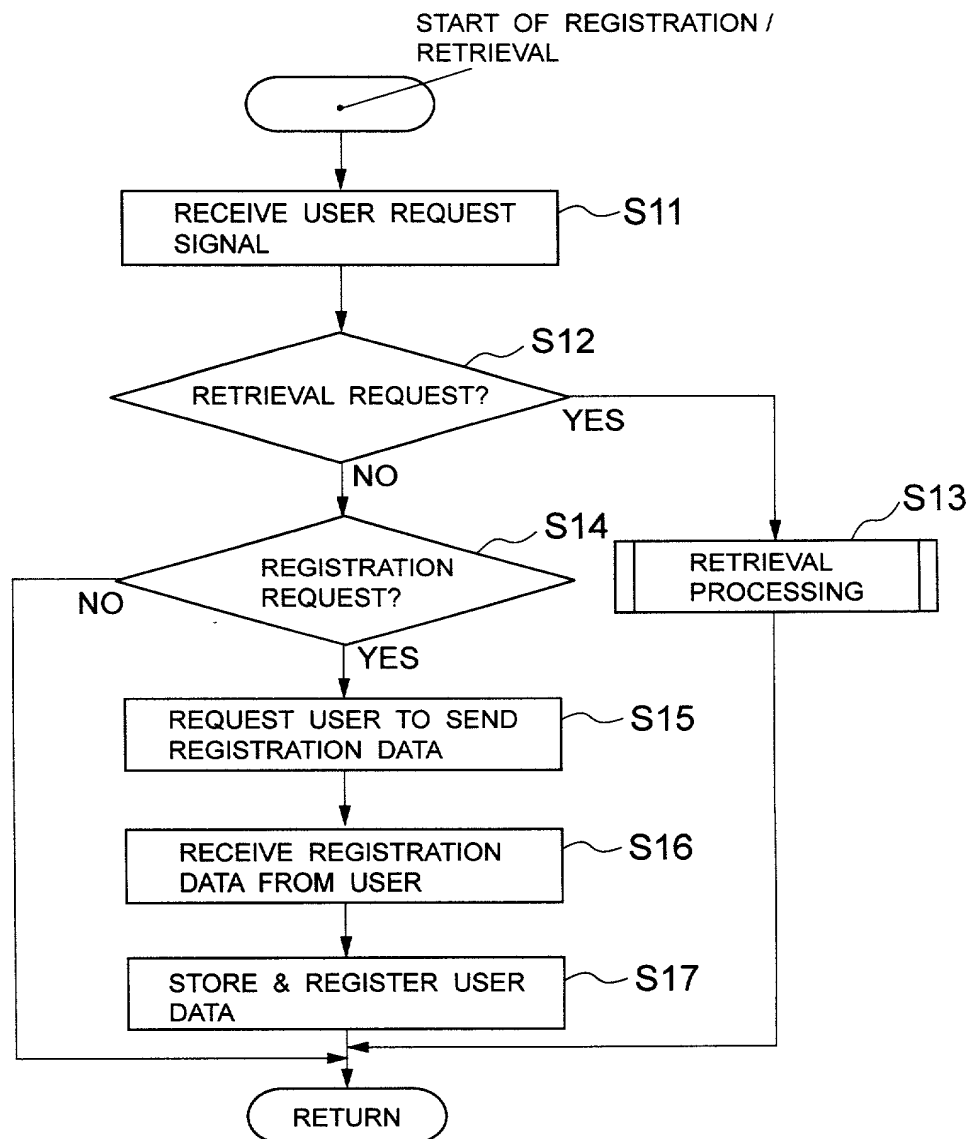 START OF REGISTRATION /
RETRIEVAL
RECEIVE USER REQUEST
SIGNAL
S11
S12
RETRIEVAL REQUEST?
YES
NO
S13
RETRIEVAL
PROCESSING
S14
REGISTRATION
REQUEST?
NO
YES
REQUEST USER TO SEND
REGISTRATION DATA
S15
RECEIVE REGISTRATION
DATA FROM USER
S16
STORE & REGISTER USER
DATA
S17
RETURN